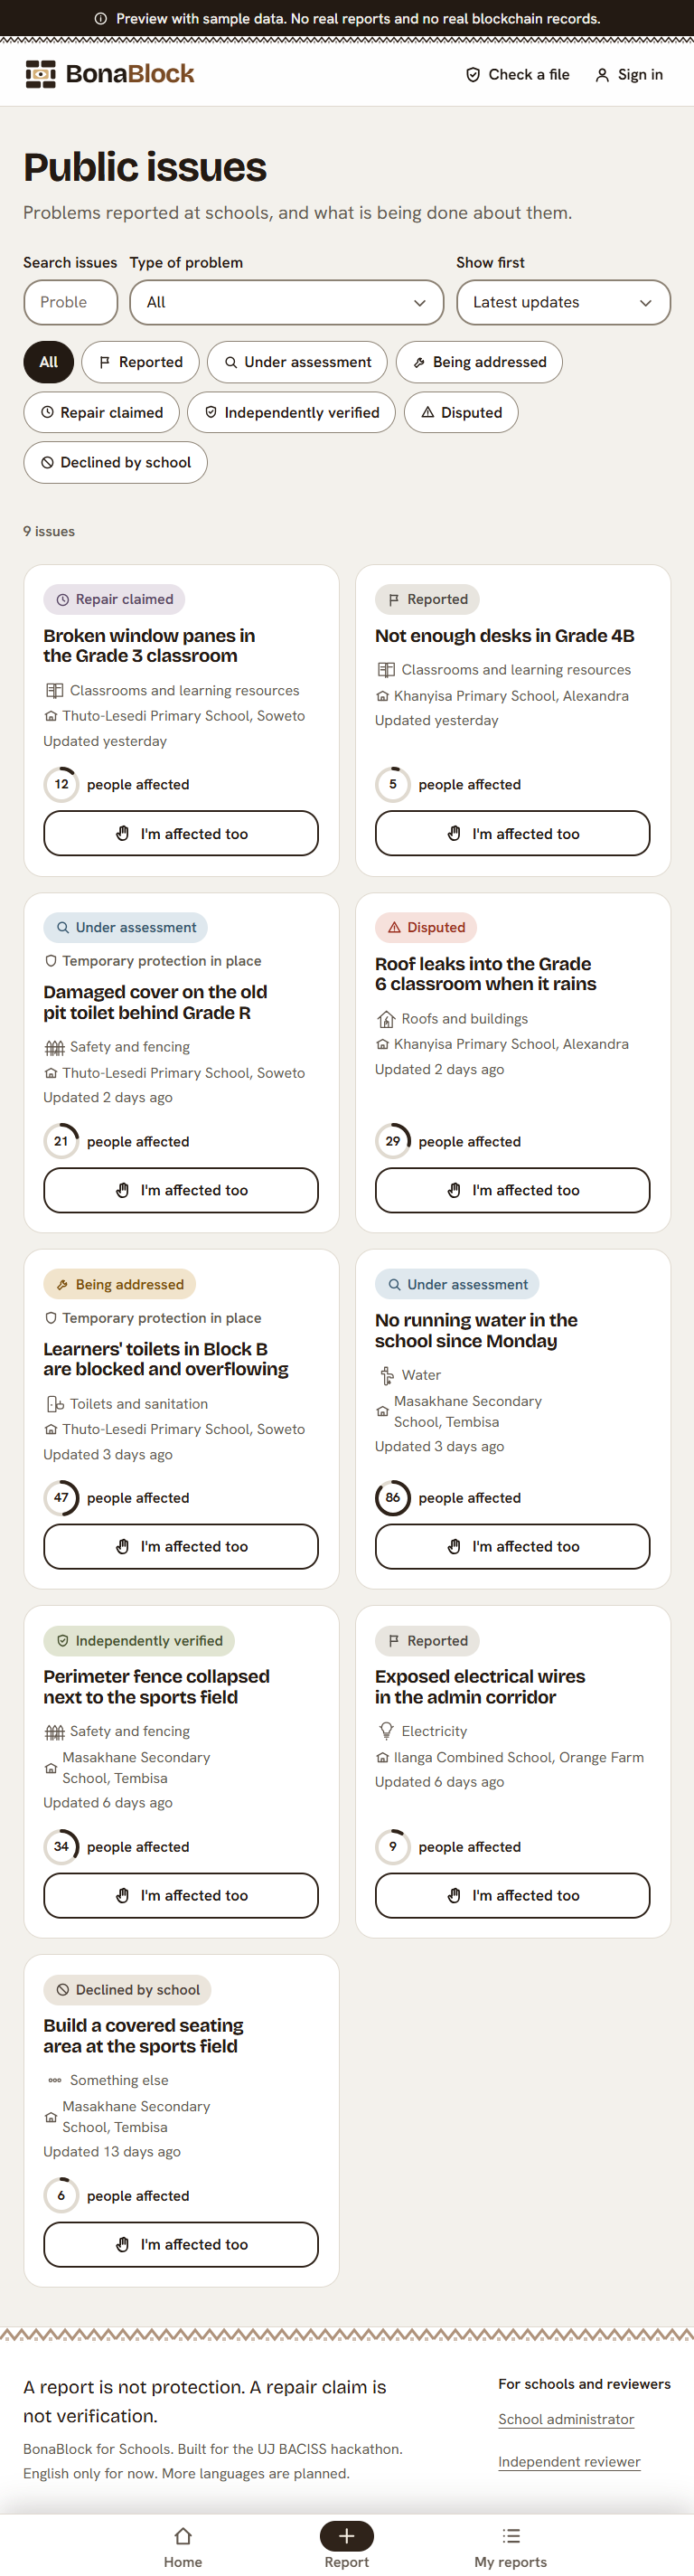 Preview with sample data. No real reports and no real blockchain records.
BonaBlock
Check a file
Sign in
Public issues
Problems reported at schools, and what is being done about them.
Search issues
Type of problem
Show first
Proble
All
Latest updates
All
Reported
Under assessment
Being addressed
Repair claimed
Independently verified
Disputed
Declined by school
9 issues
Repair claimed
Broken window panes in
the Grade 3 classroom
Classrooms and learning resources
Thuto-Lesedi Primary School, Soweto
Updated yesterday
12 people affected
I'm affected too
Reported
Not enough desks in Grade 4B
Classrooms and learning resources
Khanyisa Primary School, Alexandra
Updated yesterday
5 people affected
I'm affected too
Under assessment
Temporary protection in place
Damaged cover on the old
pit toilet behind Grade R
Safety and fencing
Thuto-Lesedi Primary School, Soweto
Updated 2 days ago
21 people affected
I'm affected too
Disputed
Roof leaks into the Grade
6 classroom when it rains
Roofs and buildings
Khanyisa Primary School, Alexandra
Updated 2 days ago
29 people affected
I'm affected too
Being addressed
Temporary protection in place
Learners' toilets in Block B
are blocked and overflowing
Toilets and sanitation
Thuto-Lesedi Primary School, Soweto
Updated 3 days ago
47 people affected
I'm affected too
Under assessment
No running water in the
school since Monday
Water
Masakhane Secondary
School, Tembisa
Updated 3 days ago
86 people affected
I'm affected too
Independently verified
Perimeter fence collapsed
next to the sports field
Safety and fencing
Masakhane Secondary
School, Tembisa
Updated 6 days ago
34 people affected
I'm affected too
Reported
Exposed electrical wires
in the admin corridor
Electricity
Ilanga Combined School, Orange Farm
Updated 6 days ago
9 people affected
I'm affected too
Declined by school
Build a covered seating
area at the sports field
Something else
Masakhane Secondary
School, Tembisa
Updated 13 days ago
6 people affected
I'm affected too
A report is not protection. A repair claim is
not verification.
BonaBlock for Schools. Built for the UJ BACISS hackathon.
English only for now. More languages are planned.
For schools and reviewers
School administrator
Independent reviewer
Home
Report
My reports